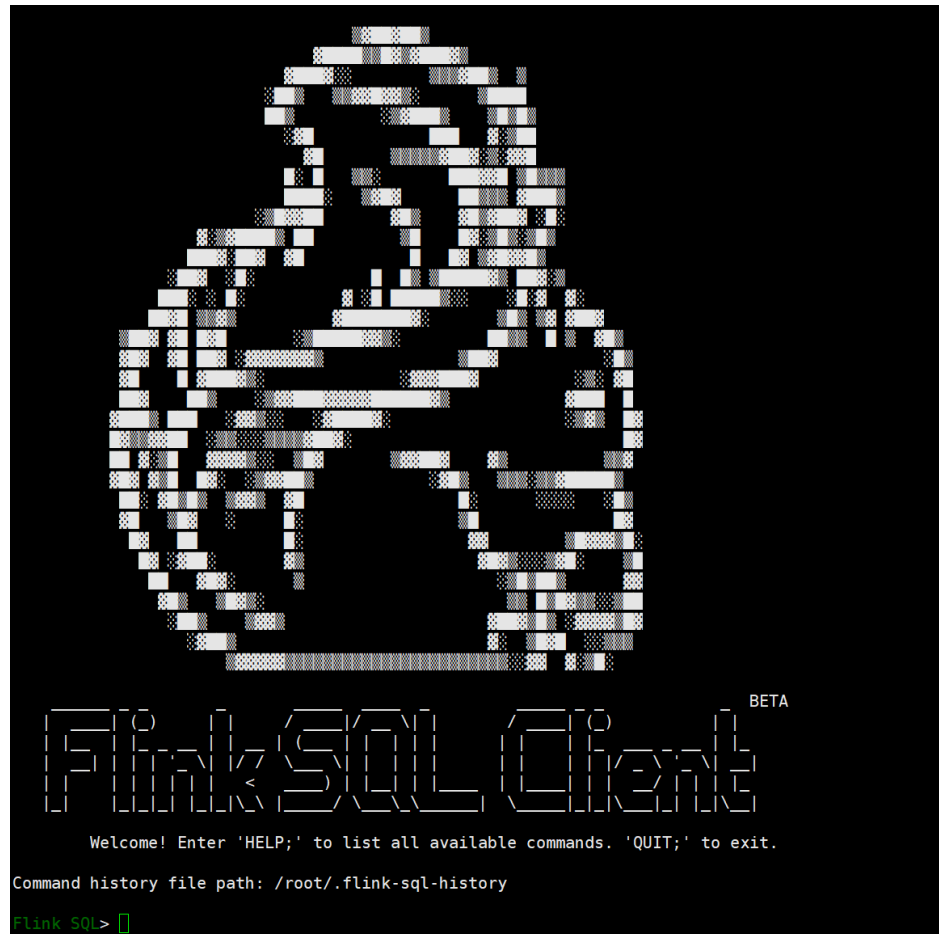 BETA
Flink SQL Client
Welcome! Enter 'HELP;' to list all available commands. 'QUIT;' to exit.
Command history file path: /root/.flink-sql-history
Flink SQL>